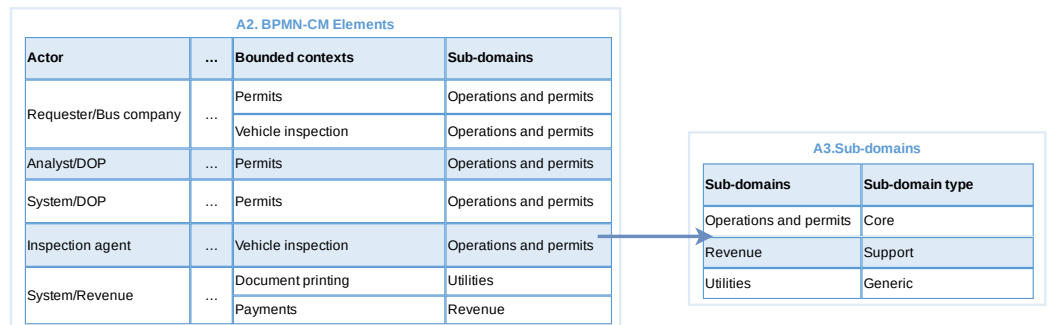 A2. BPMN-CM Elements
Actor ... Bounded contexts Sub-domains
Requester/Bus company ... Permits Operations and permits
Vehicle inspection Operations and permits
Analyst/DOP ... Permits Operations and permits
System/DOP ... Permits Operations and permits
Inspection agent ... Vehicle inspection Operations and permits
System/Revenue ... Document printing Utilities
Payments Revenue
A3.Sub-domains
Sub-domains Sub-domain type
Operations and permits Core
Revenue Support
Utilities Generic